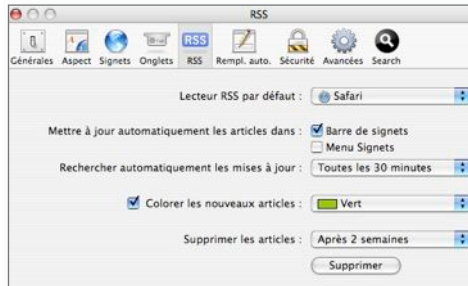 RSS
RSS
Générales Aspect Signets Onglets RSS Rempl. auto. Sécurité Avancées Search
Lecteur RSS par défaut : Safari
Mettre à jour automatiquement les articles dans : Barre de signets
Menu Signets
Rechercher automatiquement les mises à jour : Toutes les 30 minutes
Colorer les nouveaux articles : Vert
Supprimer les articles : Après 2 semaines
Supprimer